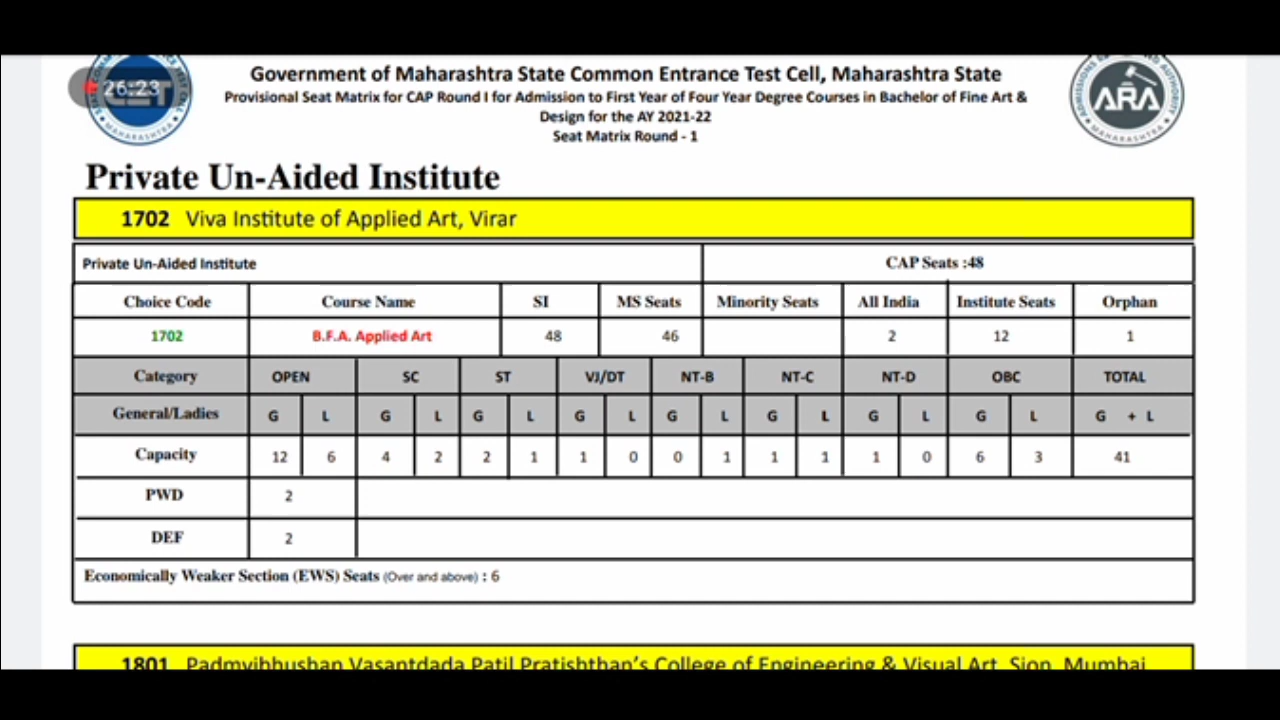 26:23
Government of Maharashtra State Common Entrance Test Cell, Maharashtra State
Provisional Seat Matrix for CAP Round I for Admission to First Year of Four Year Degree Courses in Bachelor of Fine Art &
Design for the AY 2021-22
Seat Matrix Round - 1
ARA
MAHARASHTRA
MAHARASHTRA
Private Un-Aided Institute
1702 Viva Institute of Applied Art, Virar
Private Un-Aided Institute CAP Seats :48
Choice Code Course Name SI MS Seats Minority Seats All India Institute Seats Orphan
1702 B.F.A. Applied Art 48 46 2 12 1
Category OPEN SC ST VJ/DT NT-B NT-C NT-D OBC TOTAL
General/Ladies G L G L G L G L G L G L G L G L G + L
Capacity 12 6 4 2 2 1 1 0 0 1 1 1 1 0 6 3 41
PWD 2
DEF 2
Economically Weaker Section (EWS) Seats (Over and above) : 6
1801 Padmvibhushan Vasantdada Patil Pratishthan's College of Engineering & Visual Art, Sion, Mumbai